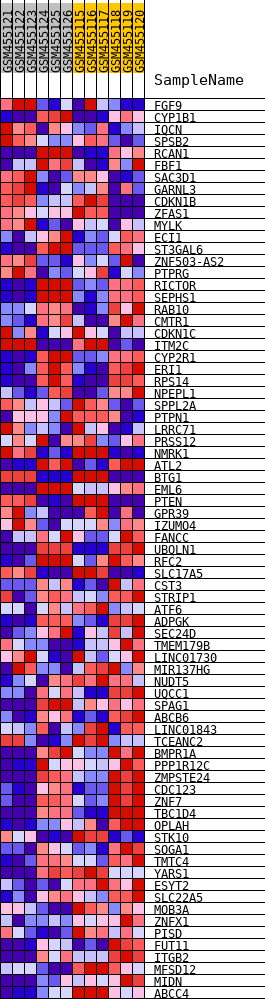 GSM455121
GSM455122
GSM455123
GSM455124
GSM455125
GSM455126
GSM455115
GSM455116
GSM455117
GSM455118
GSM455119
GSM455120
SampleName
FGF9
CYP1B1
IQCN
SPSB2
RCAN1
FBF1
SAC3D1
GARNL3
CDKN1B
ZFAS1
MYLK
ECI1
ST3GAL6
ZNF503-AS2
PTPRG
RICTOR
SEPHS1
RAB10
CMTR1
CDKN1C
ITM2C
CYP2R1
ERI1
RPS14
NPEPL1
SPPL2A
PTPN1
LRRC71
PRSS12
NMRK1
ATL2
BTG1
EML6
PTEN
GPR39
IZUMO4
FANCC
UBQLN1
RFC2
SLC17A5
CST3
STRIP1
ATF6
ADPGK
SEC24D
TMEM179B
LINC01730
MIR137HG
NUDT5
UQCC1
SPAG1
ABCB6
LINC01843
TCEANC2
BMPR1A
PPP1R12C
ZMPSTE24
CDC123
ZNF7
TBC1D4
OPLAH
STK10
SOGA1
TMTC4
YARS1
ESYT2
SLC22A5
MOB3A
ZNFX1
PISD
FUT11
ITGB2
MFSD12
MIDN
ABCC4